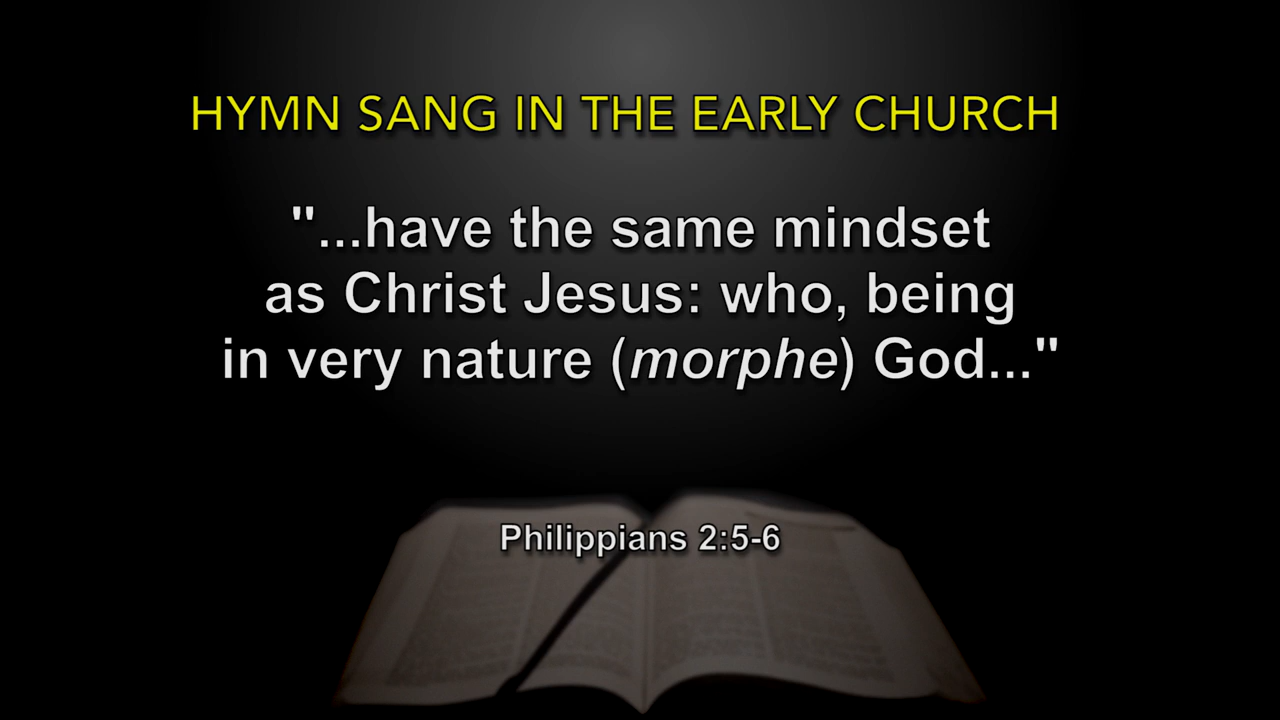 HYMN SANG IN THE EARLY CHURCH
"...have the same mindset
as Christ Jesus: who, being
in very nature (morphe) God..."
Philippians 2:5-6